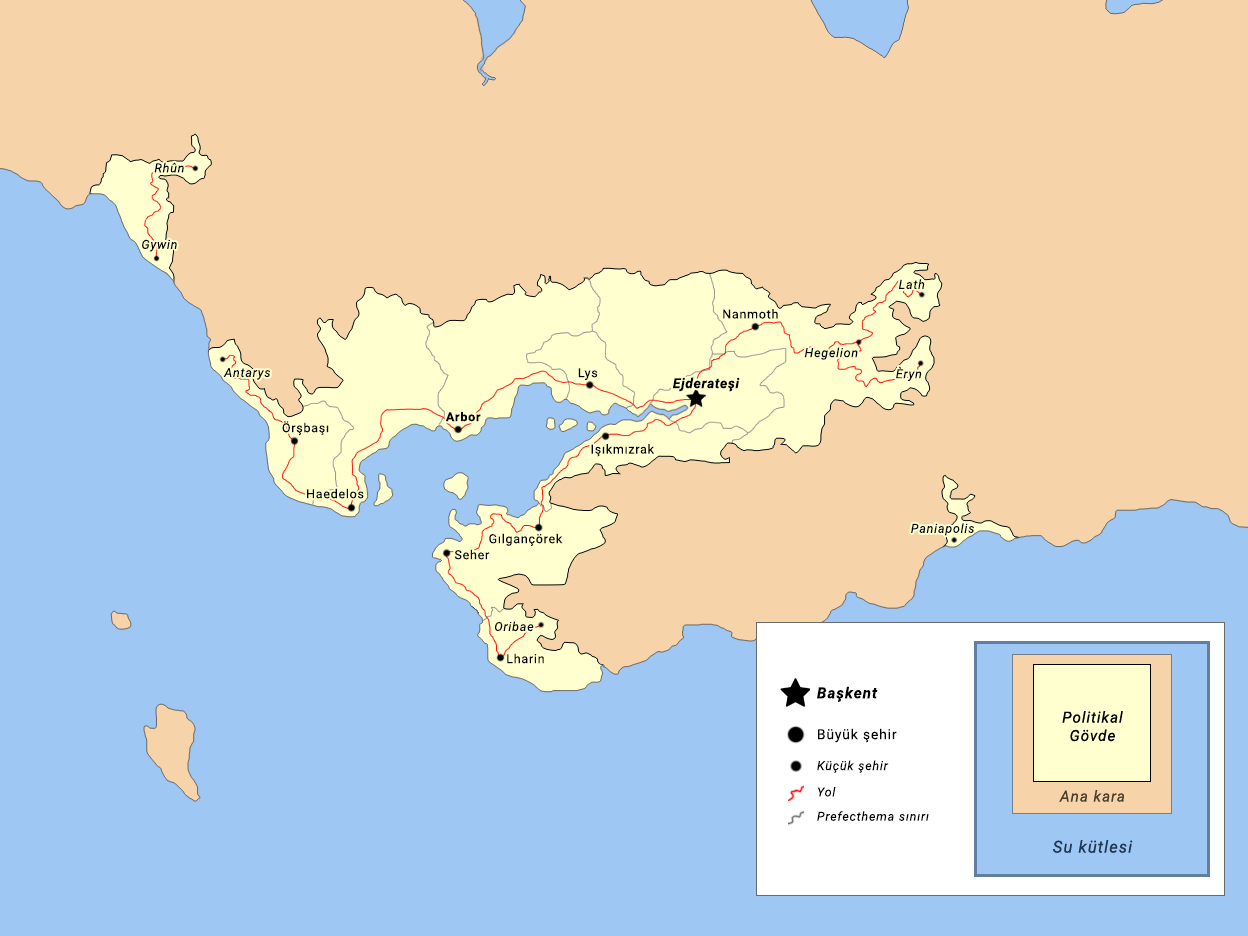 Rhûn
Gywin
Lath
Nanmoth
Hegelion
Antarys
Lys
Èryn
Ejderateşi
Arbor
Örşbaşı
Işıkmızrak
Haedelos
Paniapolis
Gılgançörek
Seher
Oribae
Lharin
Başkent
Büyük şehir
Küçük şehir
Yol
Prefecthema sınırı
Politikal
Gövde
Ana kara
Su kütlesi